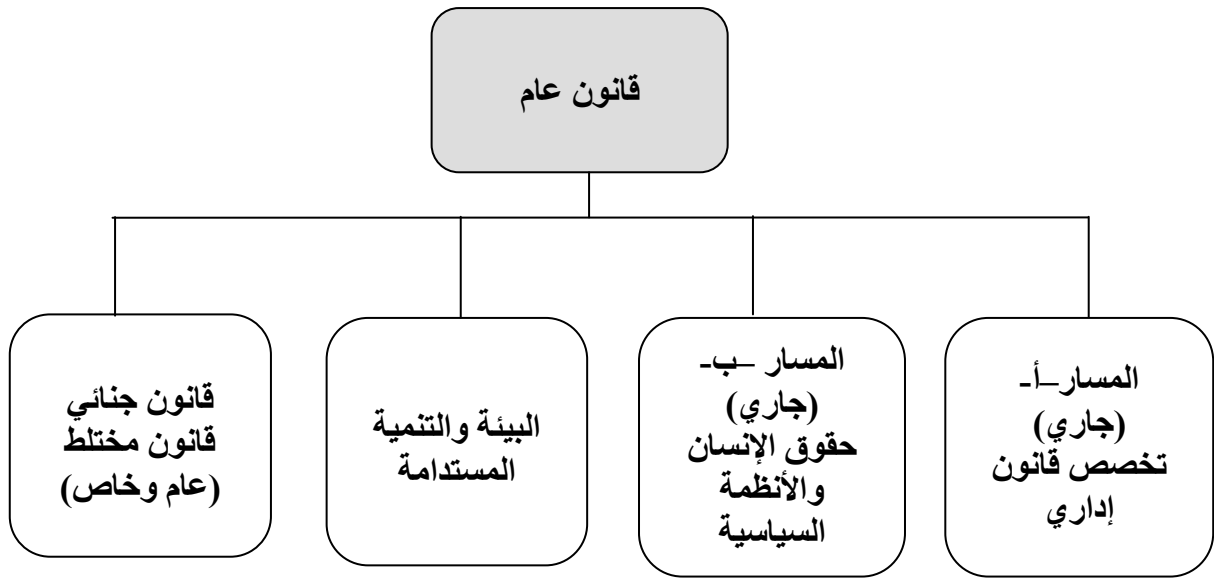 قانون عام
المسار–أ-
(جاري)
تخصص قانون
إداري
المسار –ب-
(جاري)
حقوق الإنسان
والأنظمة
السياسية
البيئة والتنمية
المستدامة
قانون جنائي
قانون مختلط
(عام وخاص)